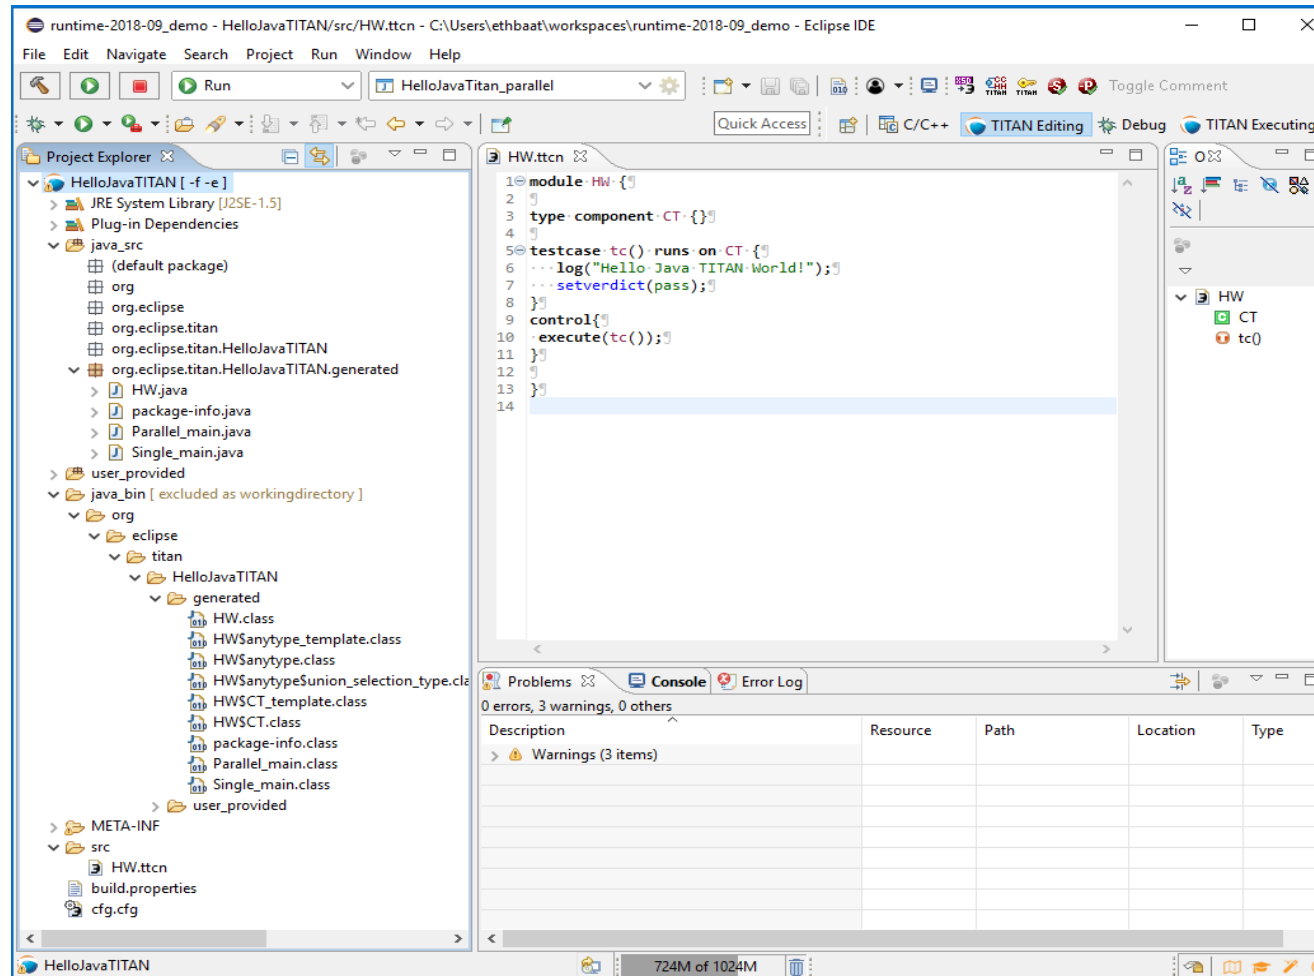 runtime-2018-09_demo - HelloJavaTITAN/src/HW.ttcn - C:\Users\ethbaat\workspaces\runtime-2018-09_demo - Eclipse IDE
File Edit Navigate Search Project Run Window Help
Run HelloJavaTitan_parallel Toggle Comment
Quick Access C/C++ TITAN Editing Debug TITAN Executing
Project Explorer
HelloJavaTITAN [ -f -e ]
JRE System Library [J2SE-1.5]
Plug-in Dependencies
java_src
(default package)
org
org.eclipse
org.eclipse.titan
org.eclipse.titan.HelloJavaTITAN
org.eclipse.titan.HelloJavaTITAN.generated
HW.java
package-info.java
Parallel_main.java
Single_main.java
user_provided
java_bin [ excluded as workingdirectory ]
org
eclipse
titan
HelloJavaTITAN
generated
HW.class
HW$anytype_template.class
HW$anytype.class
HW$anytype$union_selection_type.cla
HW$CT_template.class
HW$CT.class
package-info.class
Parallel_main.class
Single_main.class
user_provided
META-INF
src
HW.ttcn
build.properties
cfg.cfg
HW.ttcn
1 module HW {
2
3 type component CT {}
4
5 testcase tc() runs on CT {
6 log("Hello Java TITAN World!");
7 setverdict(pass);
8 }
9 control{
10 execute(tc());
11 }
12
13 }
14
O
HW
CT
tc()
Problems Console Error Log
0 errors, 3 warnings, 0 others
Description Resource Path Location Type
Warnings (3 items)
HelloJavaTITAN 724M of 1024M